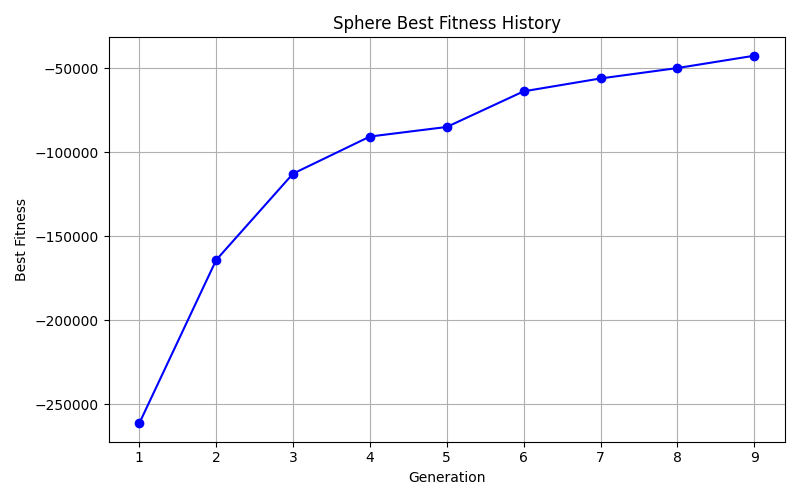 Sphere Best Fitness History
Best Fitness
−50000
−100000
−150000
−200000
−250000
1 2 3 4 5 6 7 8 9
Generation